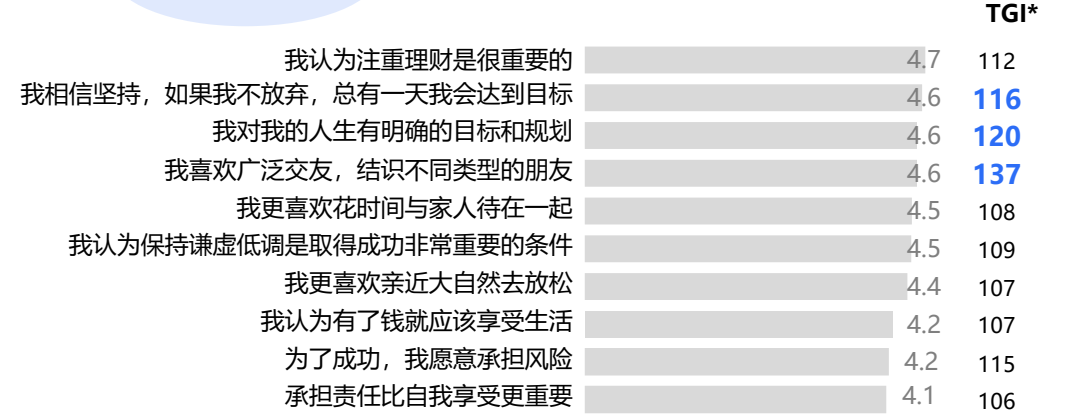 TGI*
我认为注重理财是很重要的 4.7 112
我相信坚持，如果我不放弃，总有一天我会达到目标 4.6 116
我对我的人生有明确的目标和规划 4.6 120
我喜欢广泛交友，结识不同类型的朋友 4.6 137
我更喜欢花时间与家人待在一起 4.5 108
我认为保持谦虚低调是取得成功非常重要的条件 4.5 109
我更喜欢亲近大自然去放松 4.4 107
我认为有了钱就应该享受生活 4.2 107
为了成功，我愿意承担风险 4.2 115
承担责任比自我享受更重要 4.1 106